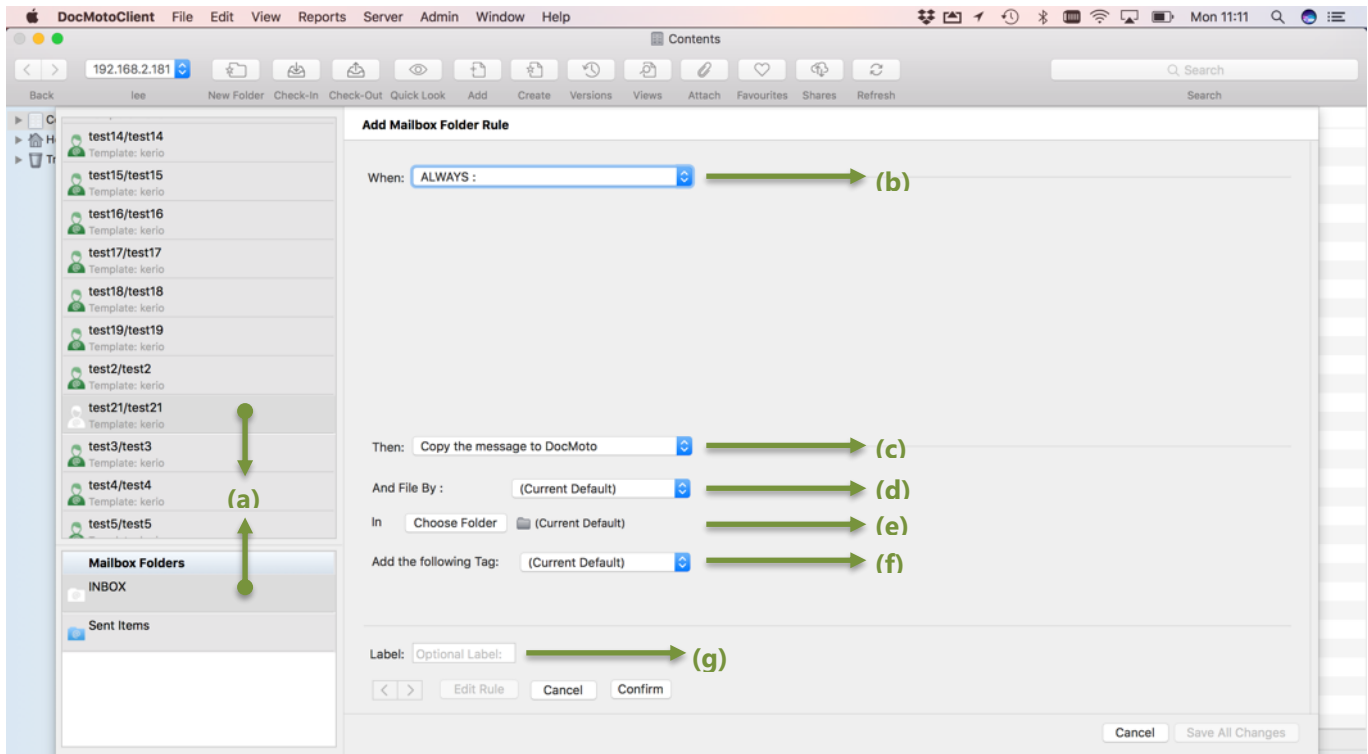 DocMotoClient File Edit View Reports Server Admin Window Help Mon 11:11
Contents
192.168.2.181 Search
Back lee New Folder Check-In Check-Out Quick Look Add Create Versions Views Attach Favourites Shares Refresh Search
test14/test14
Template: kerio
test15/test15
Template: kerio
test16/test16
Template: kerio
test17/test17
Template: kerio
test18/test18
Template: kerio
test19/test19
Template: kerio
test2/test2
Template: kerio
test21/test21
Template: kerio
test3/test3
Template: kerio
test4/test4
Template: kerio
test5/test5
(a)
Mailbox Folders
INBOX
Sent Items
Add Mailbox Folder Rule
When: ALWAYS : (b)
Then: Copy the message to DocMoto (c)
And File By : (Current Default) (d)
In Choose Folder (Current Default) (e)
Add the following Tag: (Current Default) (f)
Label: Optional Label: (g)
< > Edit Rule Cancel Confirm
Cancel Save All Changes